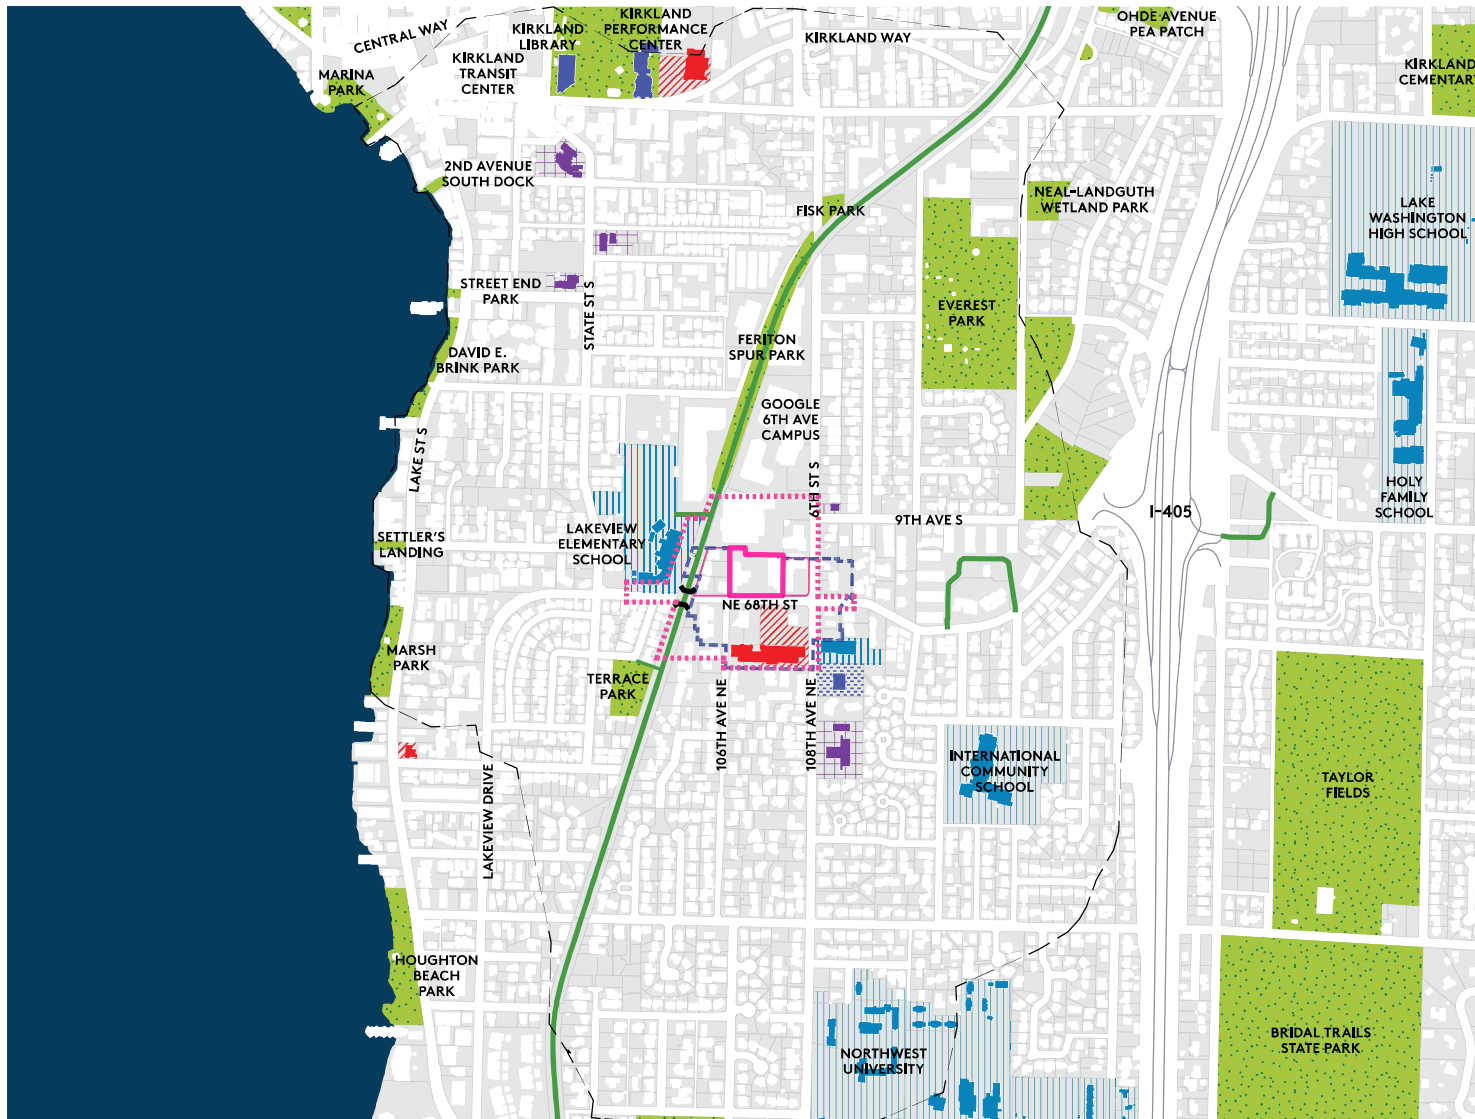 OHDE AVENUE
PEA PATCH
CENTRAL WAY
KIRKLAND
LIBRARY
KIRKLAND
PERFORMANCE
CENTER
KIRKLAND WAY
KIRKLAND
TRANSIT
CENTER
MARINA
PARK
KIRKLAND
CEMENTARY
2ND AVENUE
SOUTH DOCK
FISK PARK
NEAL-LANDGUTH
WETLAND PARK
LAKE
WASHINGTON
HIGH SCHOOL
STREET END
PARK
STATE ST S
EVEREST
PARK
DAVID E.
BRINK PARK
FERITON
SPUR PARK
GOOGLE
6TH AVE
CAMPUS
LAKE ST S
6TH ST S
HOLY
FAMILY
SCHOOL
I-405
9TH AVE S
SETTLER'S
LANDING
LAKEVIEW
ELEMENTARY
SCHOOL
NE 68TH ST
MARSH
PARK
TERRACE
PARK
106TH AVE NE
108TH AVE NE
LAKEVIEW DRIVE
INTERNATIONAL
COMMUNITY
SCHOOL
TAYLOR
FIELDS
HOUGHTON
BEACH
PARK
NORTHWEST
UNIVERSITY
BRIDAL TRAILS
STATE PARK